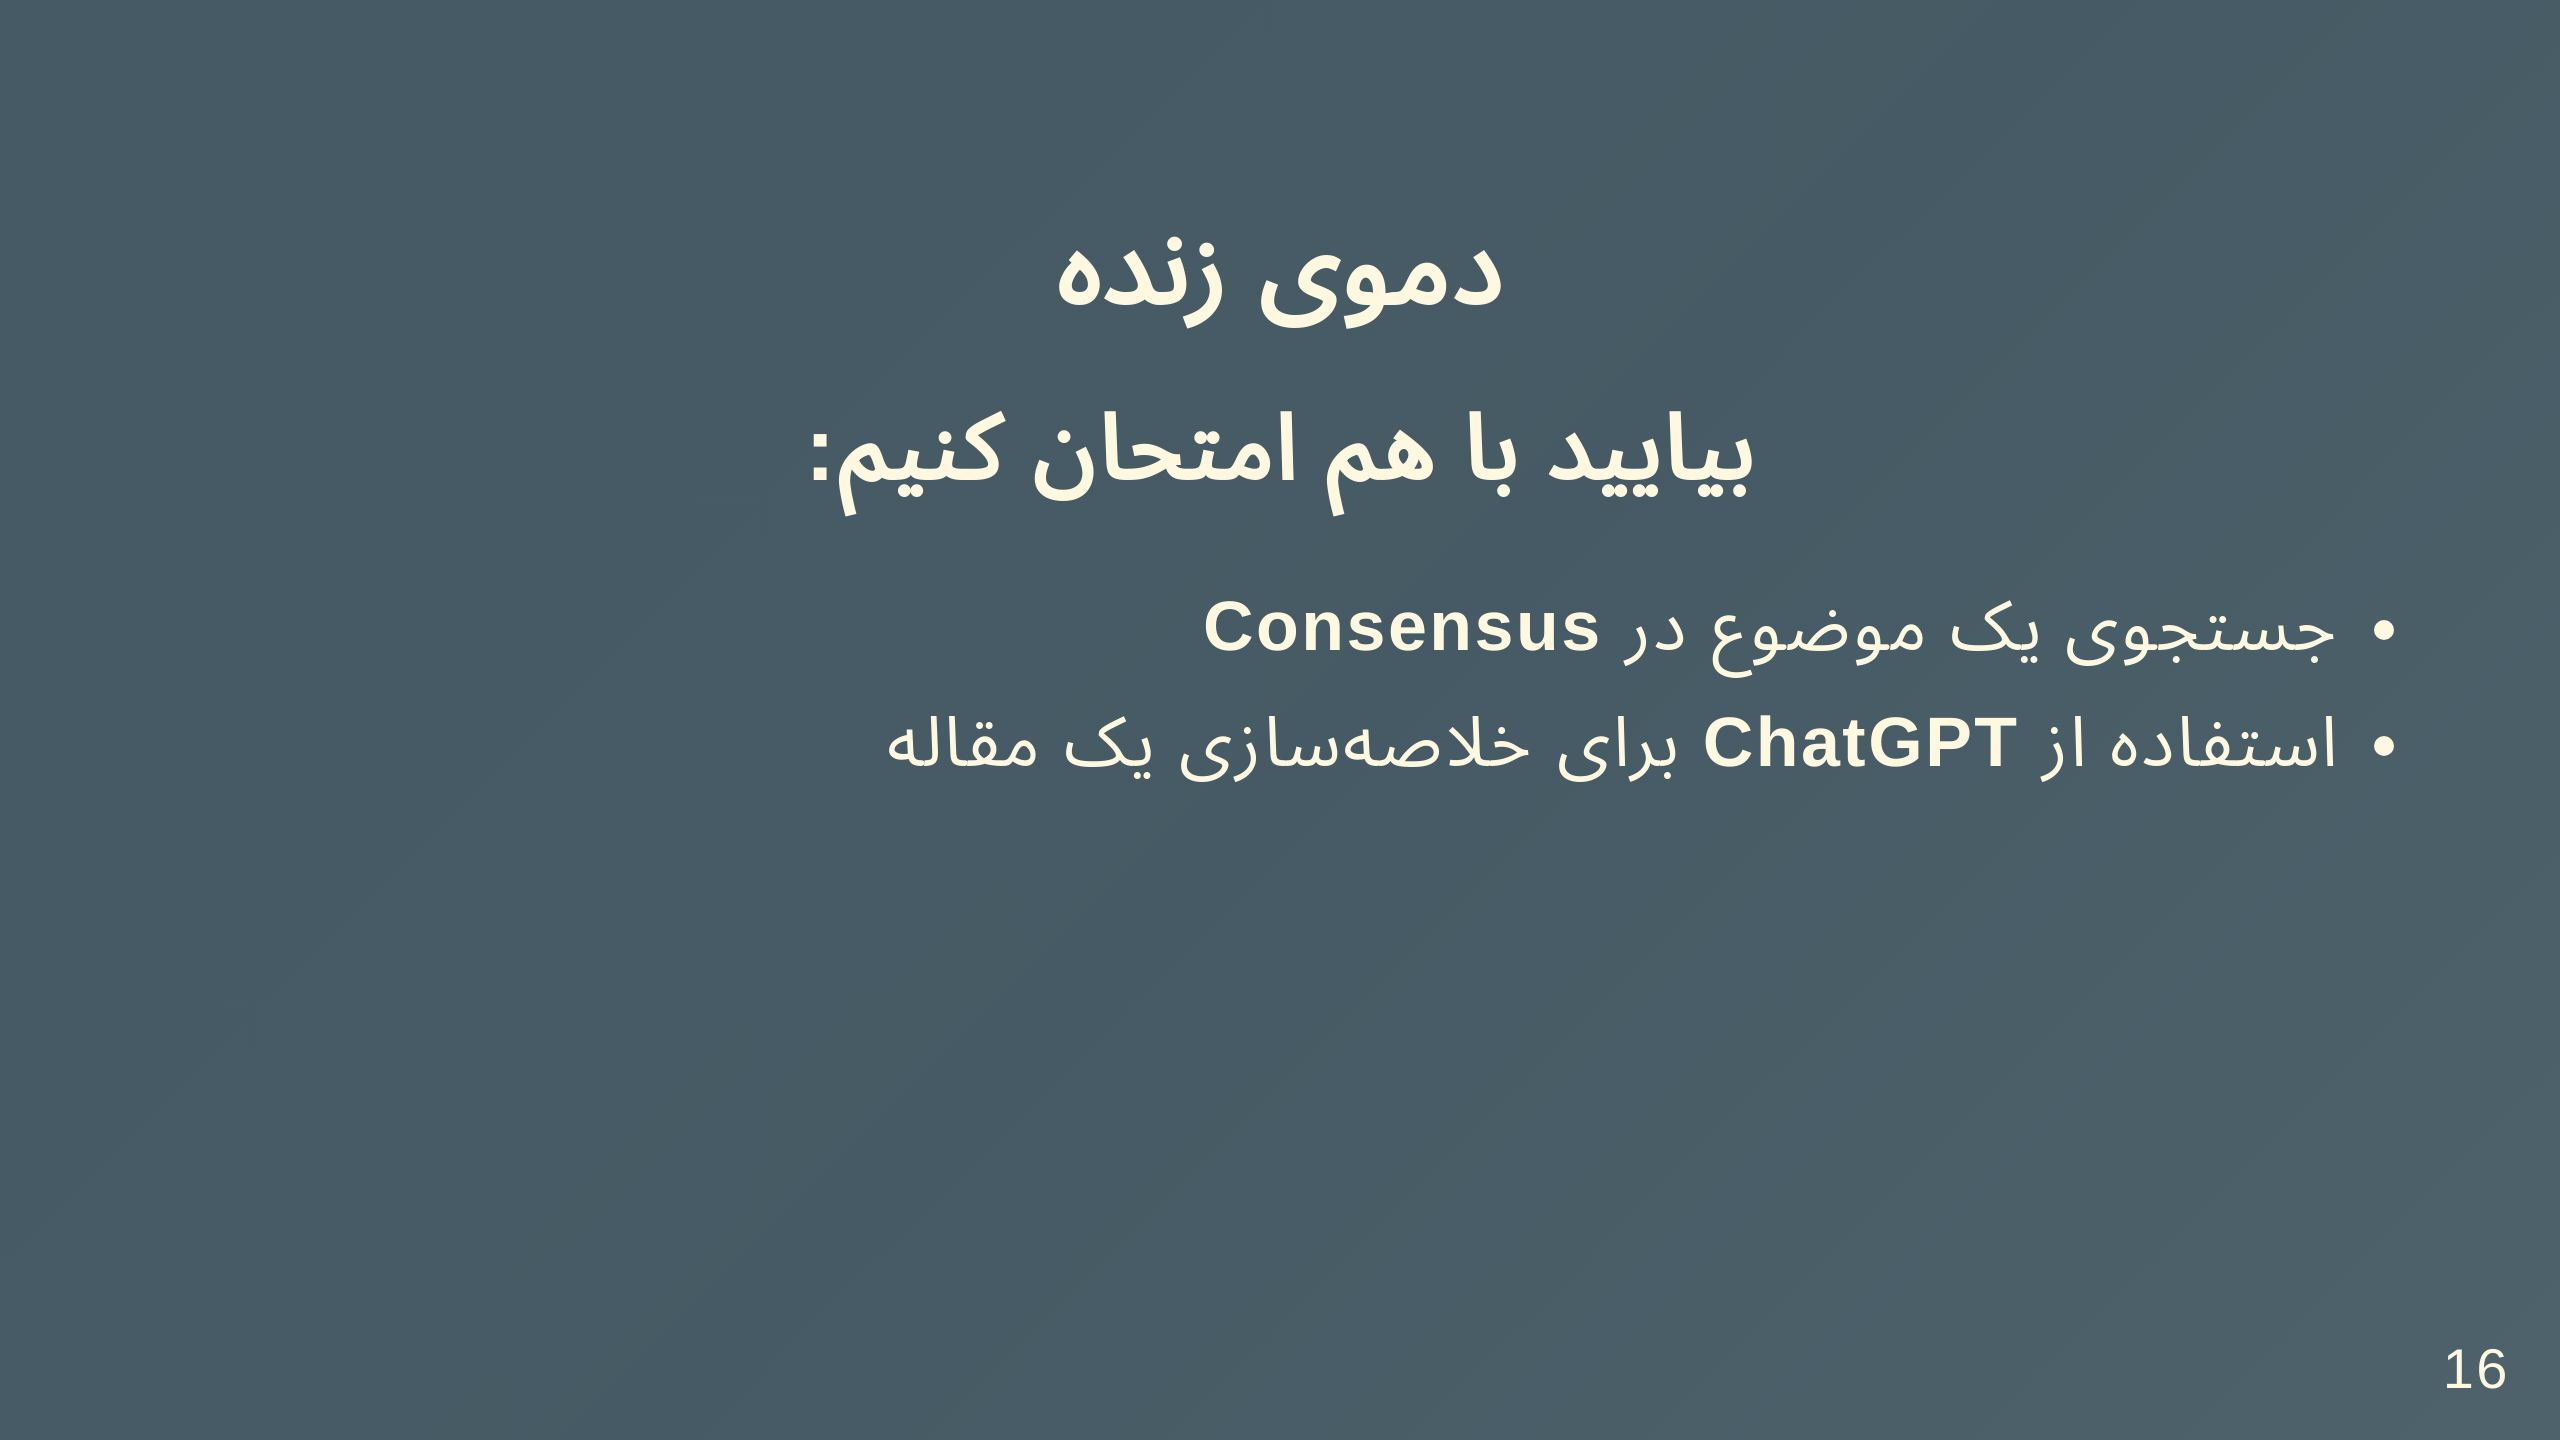 دموی زنده
بیایید با هم امتحان کنیم:
• جستجوی یک موضوع در Consensus
• استفاده از ChatGPT برای خلاصه‌سازی یک مقاله
16